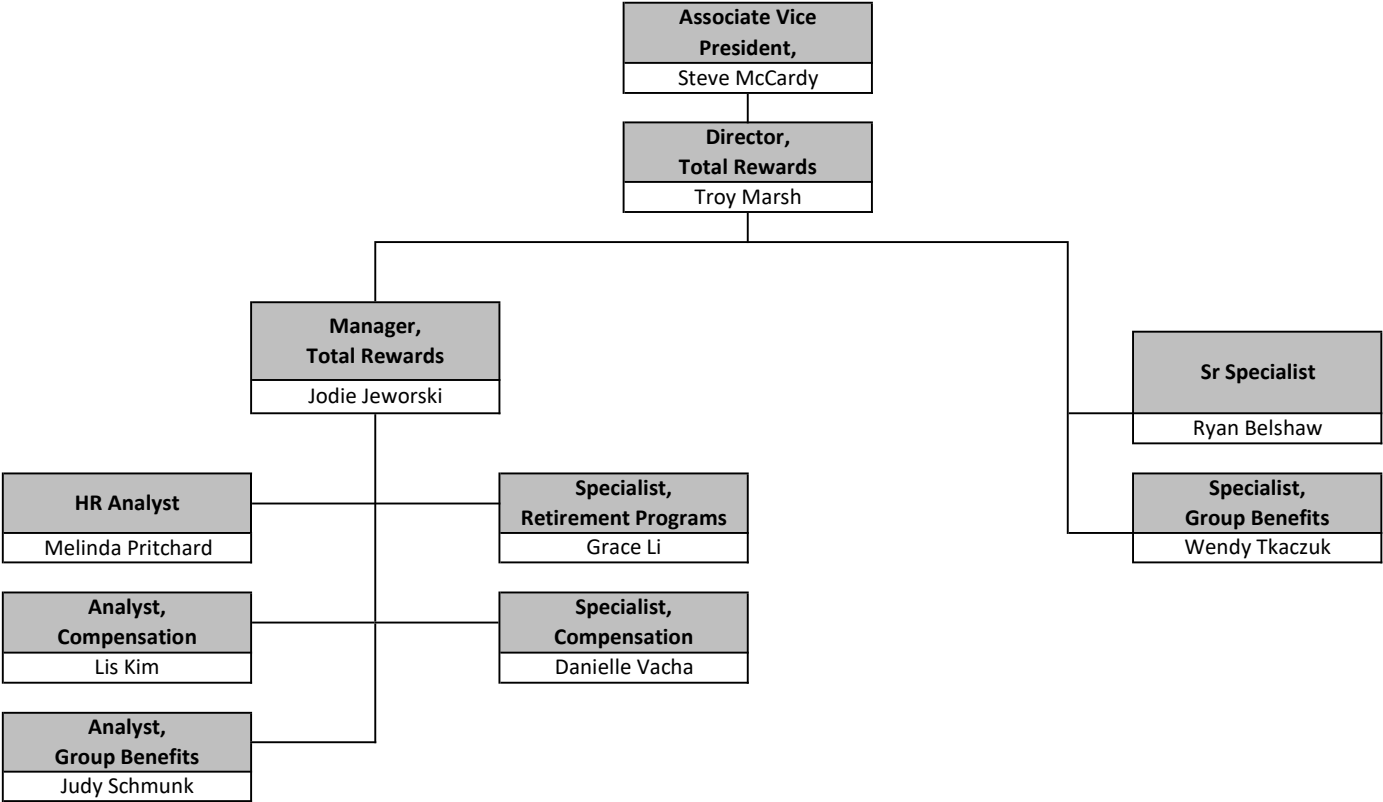 Associate Vice
President,
Steve McCardy
Director,
Total Rewards
Troy Marsh
Manager,
Total Rewards
Jodie Jeworski
Sr Specialist
Ryan Belshaw
HR Analyst
Melinda Pritchard
Specialist,
Retirement Programs
Grace Li
Specialist,
Group Benefits
Wendy Tkaczuk
Analyst,
Compensation
Lis Kim
Specialist,
Compensation
Danielle Vacha
Analyst,
Group Benefits
Judy Schmunk